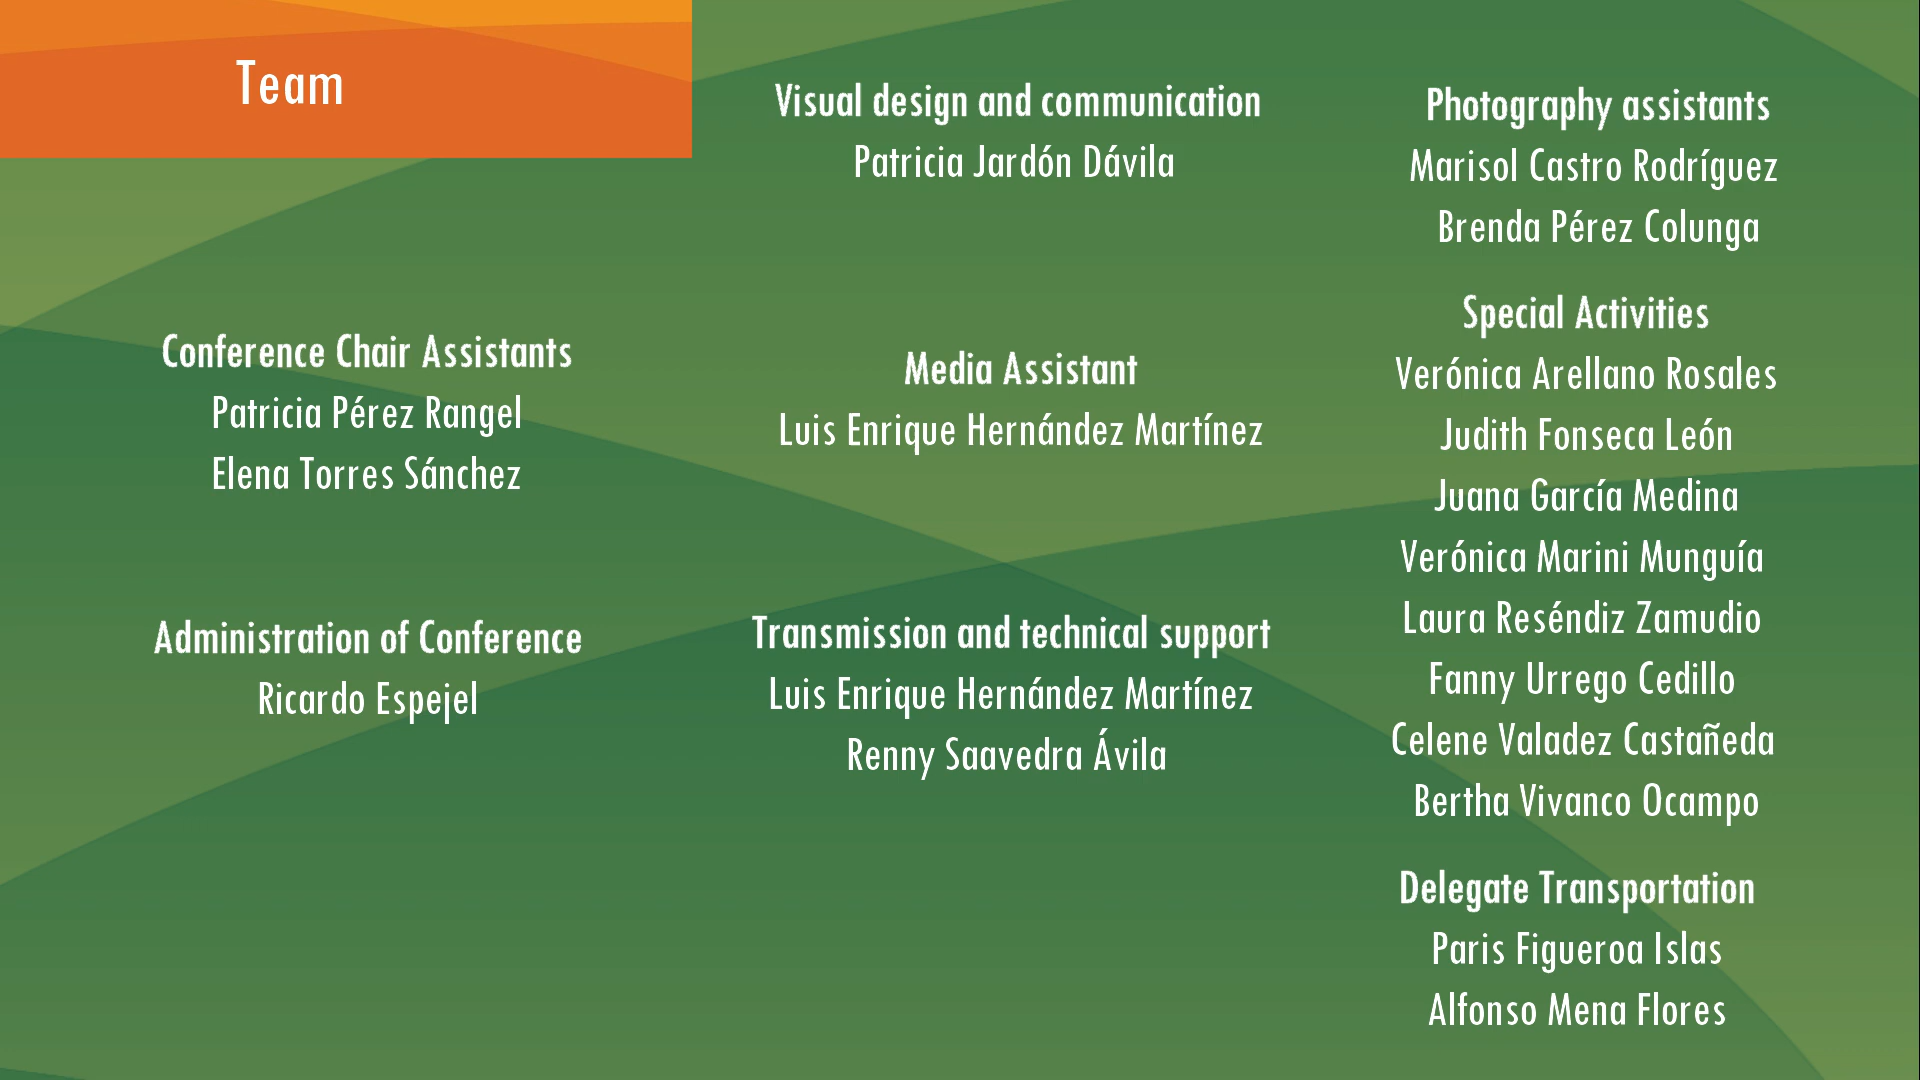 Team
Conference Chair Assistants
Patricia Pérez Rangel
Elena Torres Sánchez
Administration of Conference
Ricardo Espejel
Visual design and communication
Patricia Jardón Dávila
Media Assistant
Luis Enrique Hernández Martínez
Transmission and technical support
Luis Enrique Hernández Martínez
Renny Saavedra Ávila
Photography assistants
Marisol Castro Rodríguez
Brenda Pérez Colunga
Special Activities
Verónica Arellano Rosales
Judith Fonseca León
Juana García Medina
Verónica Marini Munguía
Laura Reséndiz Zamudio
Fanny Urrego Cedillo
Celene Valadez Castañeda
Bertha Vivanco Ocampo
Delegate Transportation
Paris Figueroa Islas
Alfonso Mena Flores